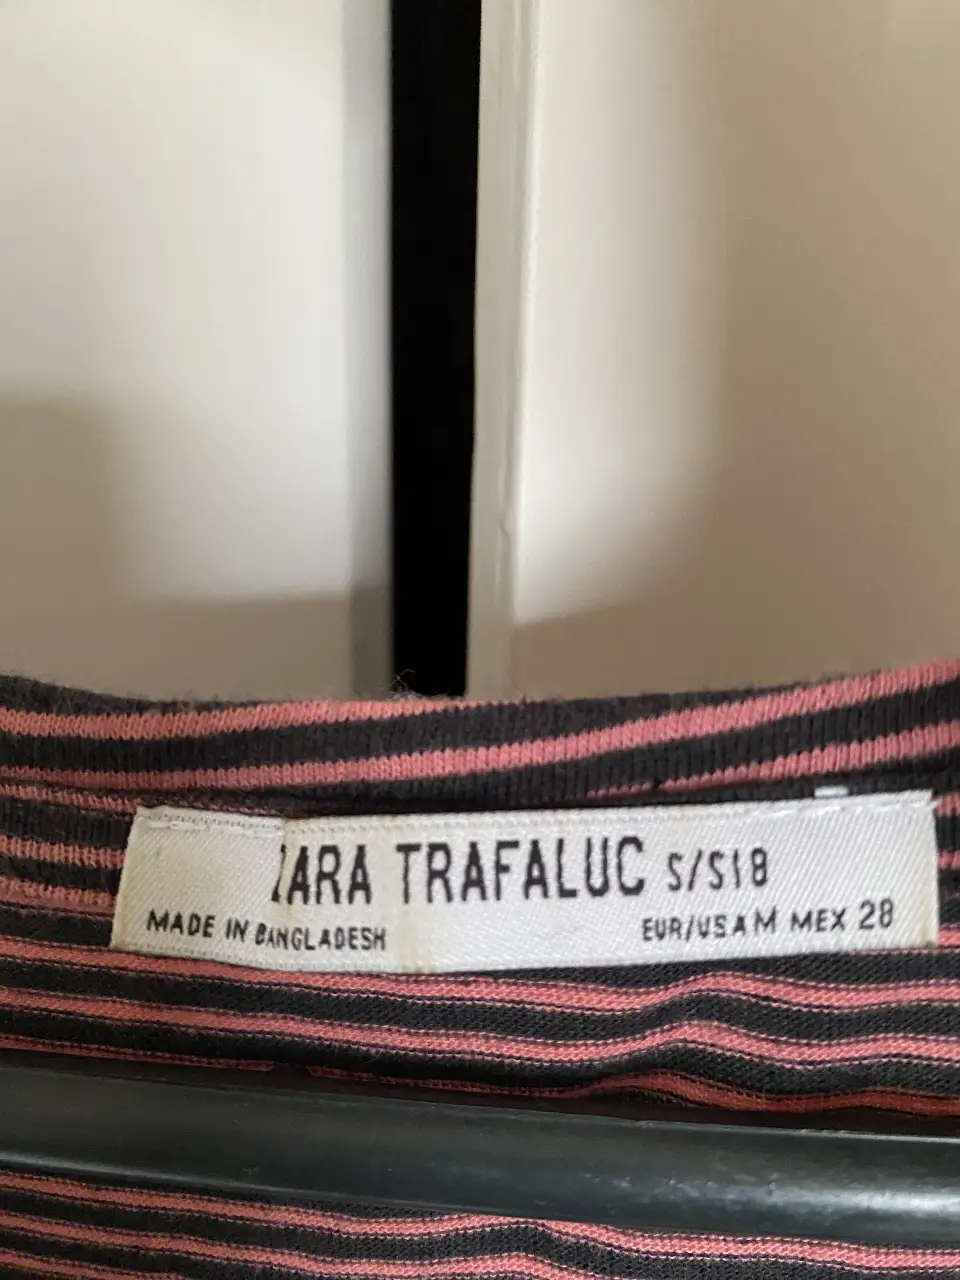 ZARA TRAFALUC S/S18
MADE IN BANGLADESH EUR/USA M MEX 28